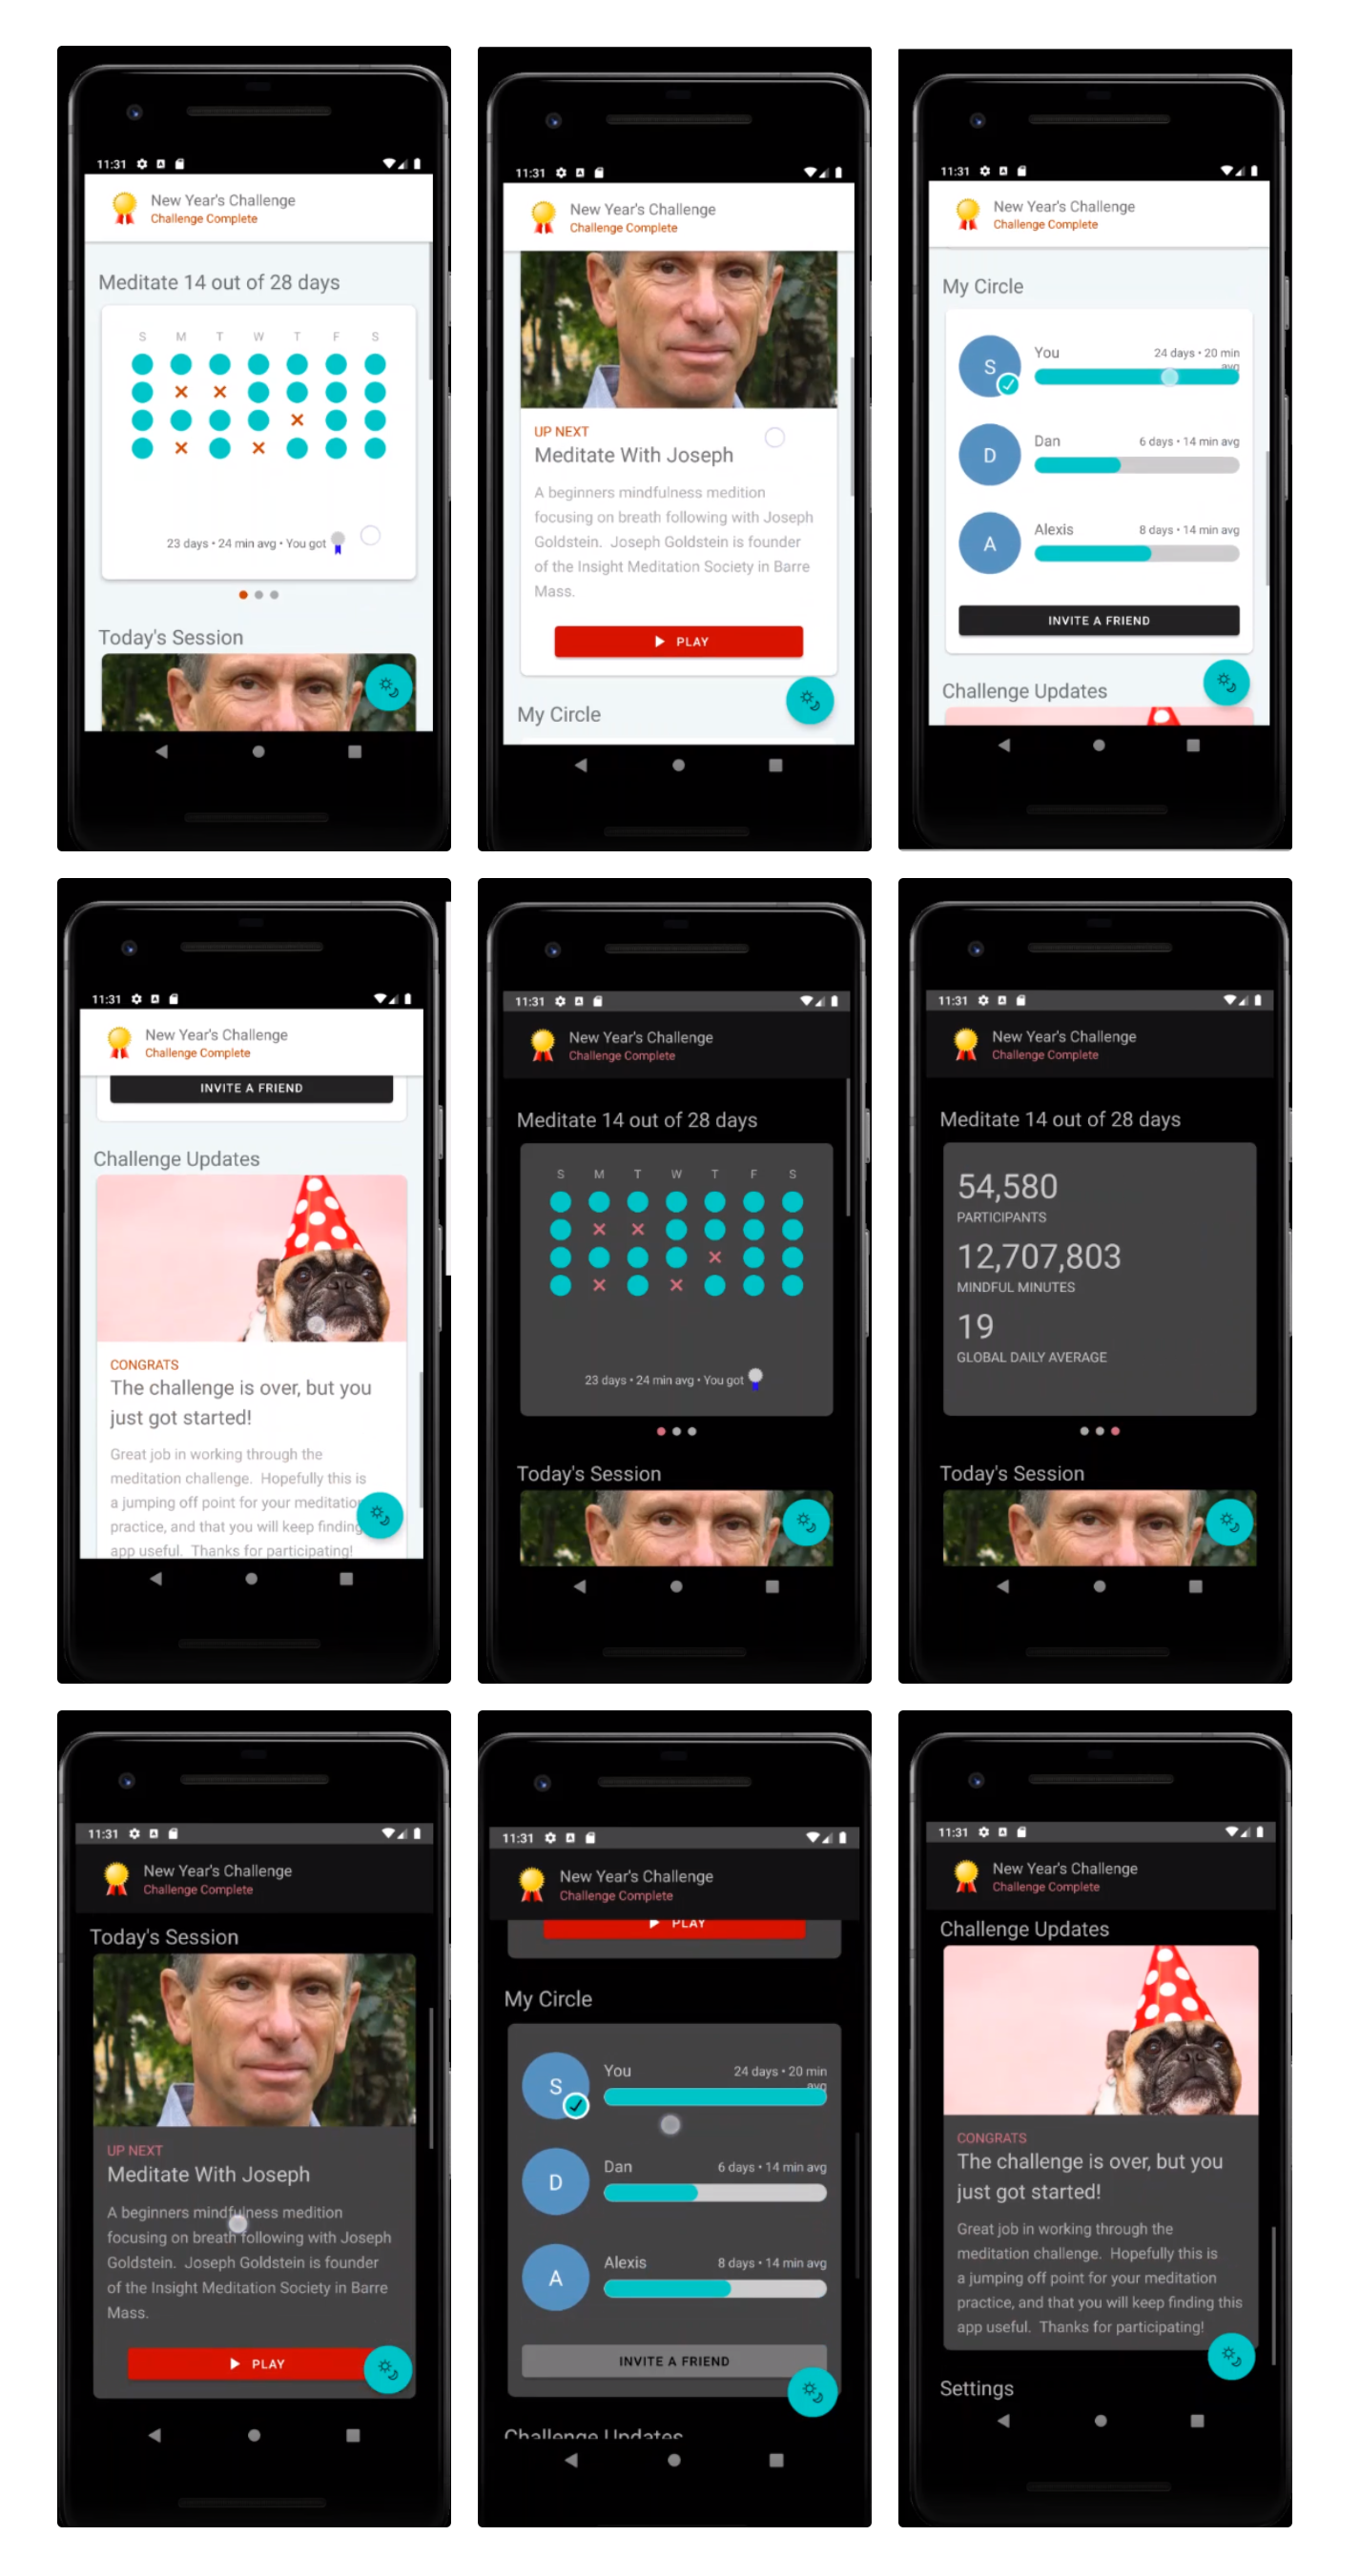 11:31
New Year's Challenge
Challenge Complete
Meditate 14 out of 28 days
S M T W T F S
23 days • 24 min avg • You got
Today's Session
11:31
New Year's Challenge
Challenge Complete
UP NEXT
Meditate With Joseph
A beginners mindfulness medition
focusing on breath following with Joseph
Goldstein. Joseph Goldstein is founder
of the Insight Meditation Society in Barre
Mass.
PLAY
My Circle
11:31
New Year's Challenge
Challenge Complete
My Circle
S
You
24 days • 20 min
avg
D
Dan
6 days • 14 min avg
A
Alexis
8 days • 14 min avg
INVITE A FRIEND
Challenge Updates
11:31
New Year's Challenge
Challenge Complete
INVITE A FRIEND
Challenge Updates
CONGRATS
The challenge is over, but you
just got started!
Great job in working through the
meditation challenge. Hopefully this is
a jumping off point for your meditation
practice, and that you will keep finding
app useful. Thanks for participating!
11:31
New Year's Challenge
Challenge Complete
Meditate 14 out of 28 days
S M T W T F S
23 days • 24 min avg • You got
Today's Session
11:31
New Year's Challenge
Challenge Complete
Meditate 14 out of 28 days
54,580
PARTICIPANTS
12,707,803
MINDFUL MINUTES
19
GLOBAL DAILY AVERAGE
Today's Session
11:31
New Year's Challenge
Challenge Complete
Today's Session
UP NEXT
Meditate With Joseph
A beginners mindfulness medition
focusing on breath following with Joseph
Goldstein. Joseph Goldstein is founder
of the Insight Meditation Society in Barre
Mass.
PLAY
11:31
New Year's Challenge
Challenge Complete
PLAY
My Circle
S
You
24 days • 20 min
avg
D
Dan
6 days • 14 min avg
A
Alexis
8 days • 14 min avg
INVITE A FRIEND
Challenge Updates
11:31
New Year's Challenge
Challenge Complete
Challenge Updates
CONGRATS
The challenge is over, but you
just got started!
Great job in working through the
meditation challenge. Hopefully this is
a jumping off point for your meditation
practice, and that you will keep finding this
app useful. Thanks for participating!
Settings